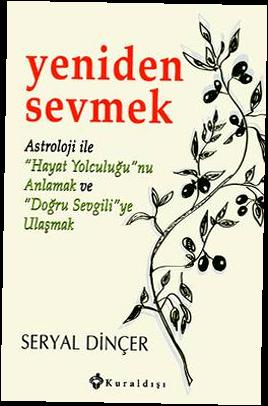 yeniden
sevmek
Astroloji ile
"Hayat Yolculuğu"nu
Anlamak ve
"Doğru Sevgili"ye
Ulaşmak
SERYAL DİNÇER
Kuraldışı